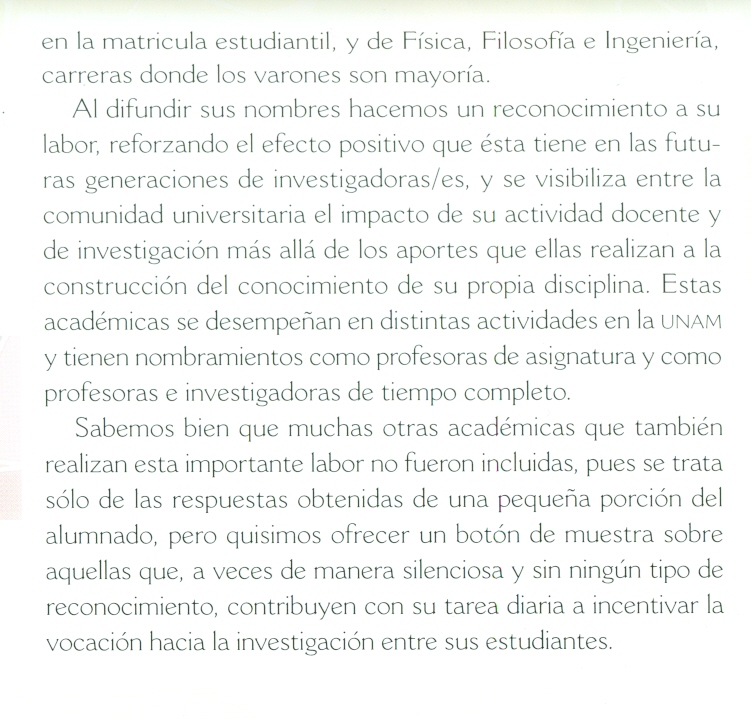 en la matricula estudiantil, y de Física, Filosofía e Ingeniería,
carreras donde los varones son mayoría.
Al difundir sus nombres hacemos un reconocimiento a su
labor, reforzando el efecto positivo que ésta tiene en las futu-
ras generaciones de investigadoras/es, y se visibiliza entre la
comunidad universitaria el impacto de su actividad docente y
de investigación más allá de los aportes que ellas realizan a la
construcción del conocimiento de su propia disciplina. Estas
académicas se desempeñan en distintas actividades en la UNAM
y tienen nombramientos como profesoras de asignatura y como
profesoras e investigadoras de tiempo completo.
Sabemos bien que muchas otras académicas que también
realizan esta importante labor no fueron incluidas, pues se trata
sólo de las respuestas obtenidas de una pequeña porción del
alumnado, pero quisimos ofrecer un botón de muestra sobre
aquellas que, a veces de manera silenciosa y sin ningún tipo de
reconocimiento, contribuyen con su tarea diaria a incentivar la
vocación hacia la investigación entre sus estudiantes.